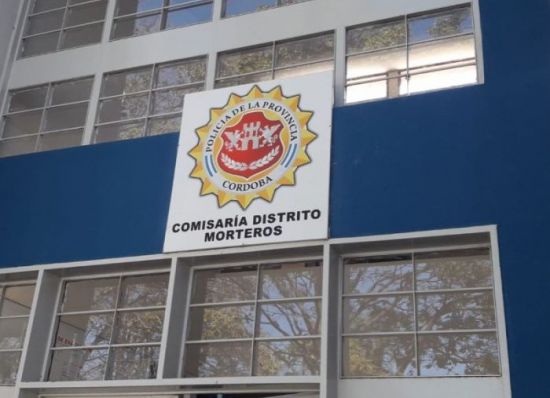 POLICIA DE LA PROVINCIA
CORDOBA
COMISARÍA DISTRITO
MORTEROS